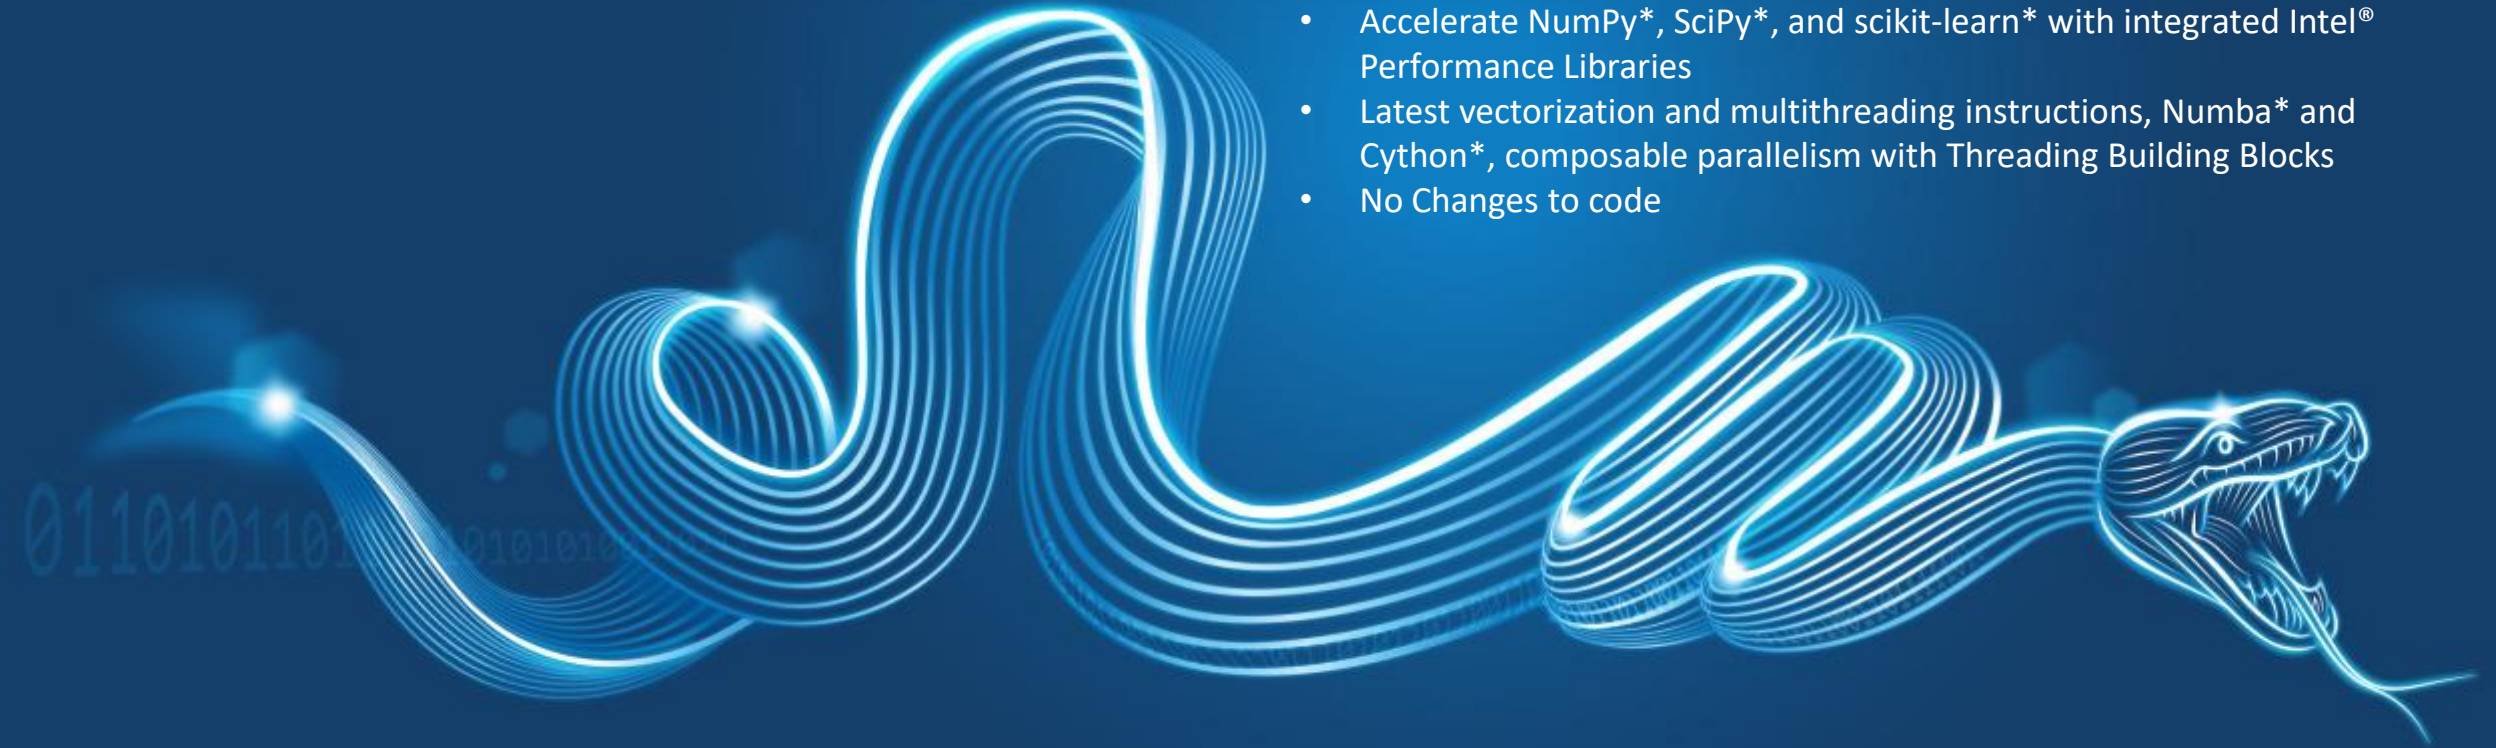 • Accelerate NumPy*, SciPy*, and scikit-learn* with integrated Intel®
Performance Libraries
• Latest vectorization and multithreading instructions, Numba* and
Cython*, composable parallelism with Threading Building Blocks
• No Changes to code